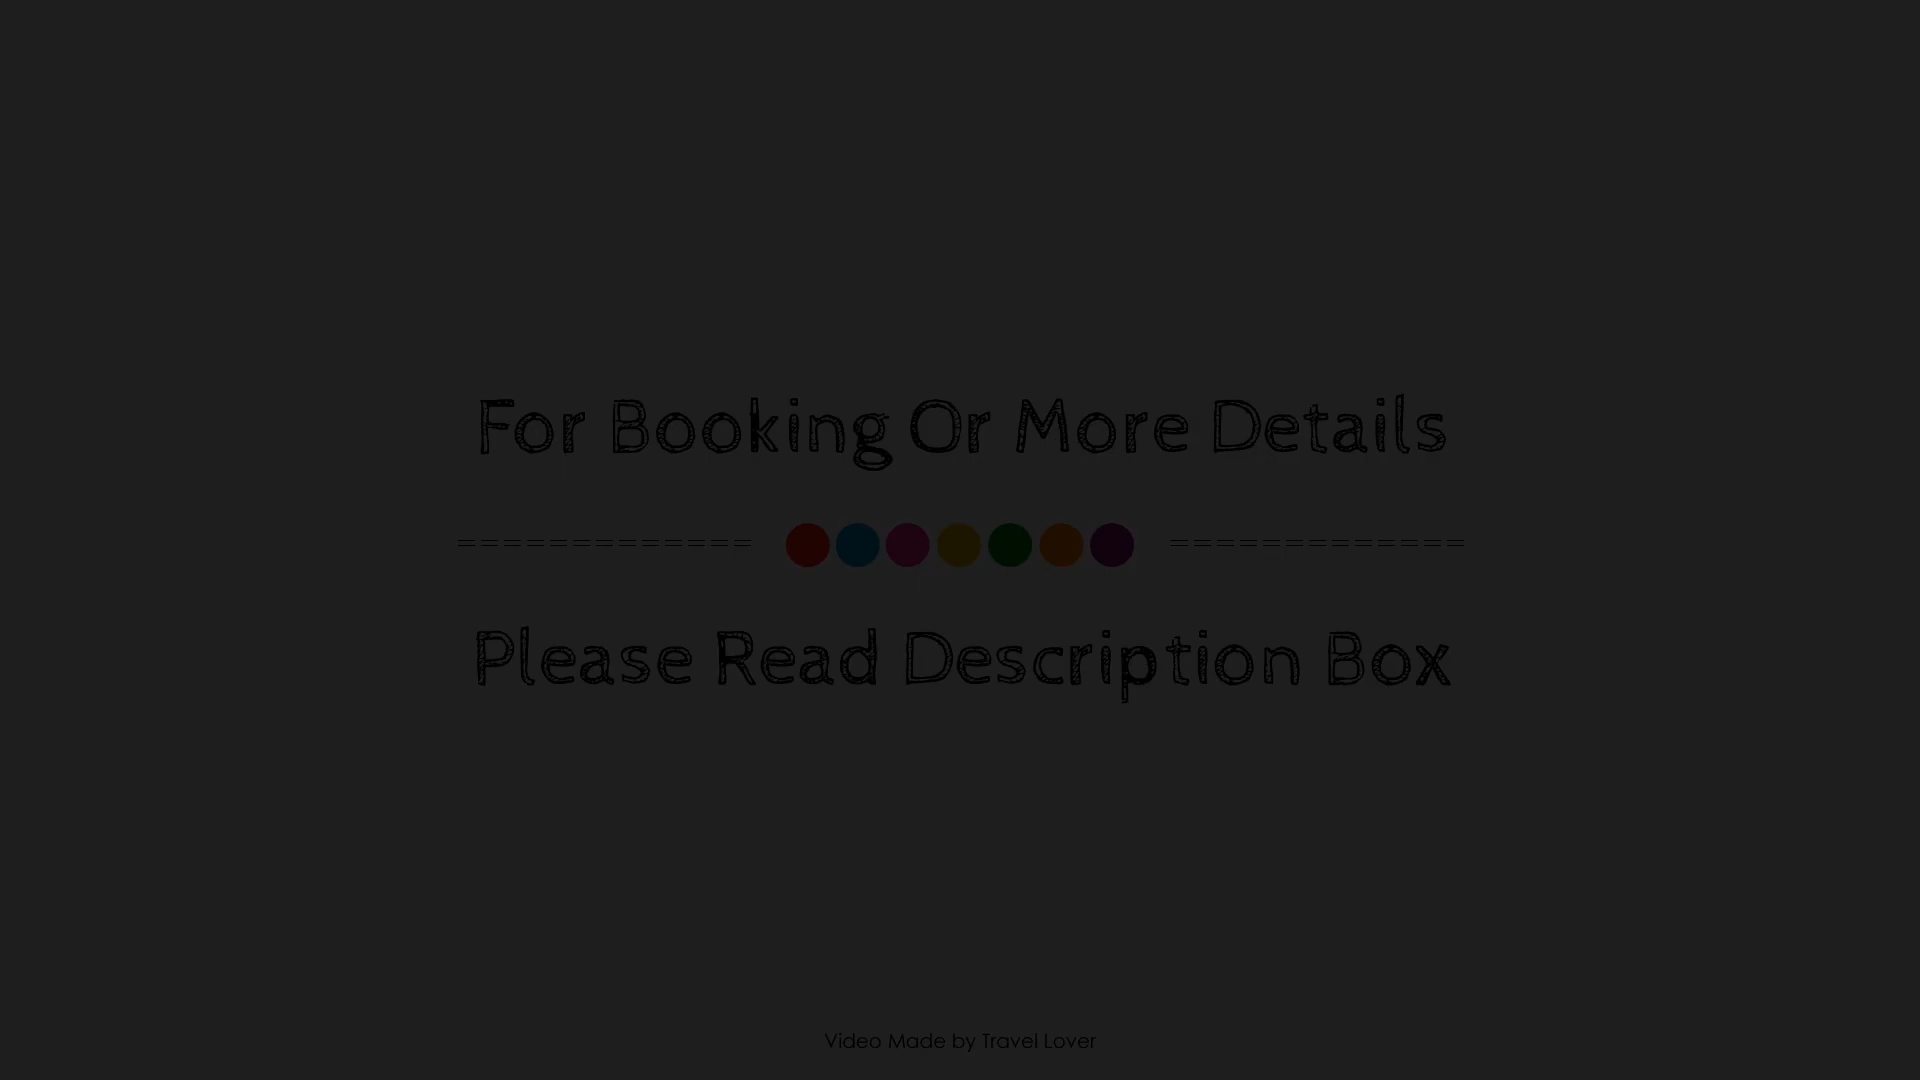 For Booking Or More Details
============= =============
Please Read Description Box
Video Made by Travel Lover